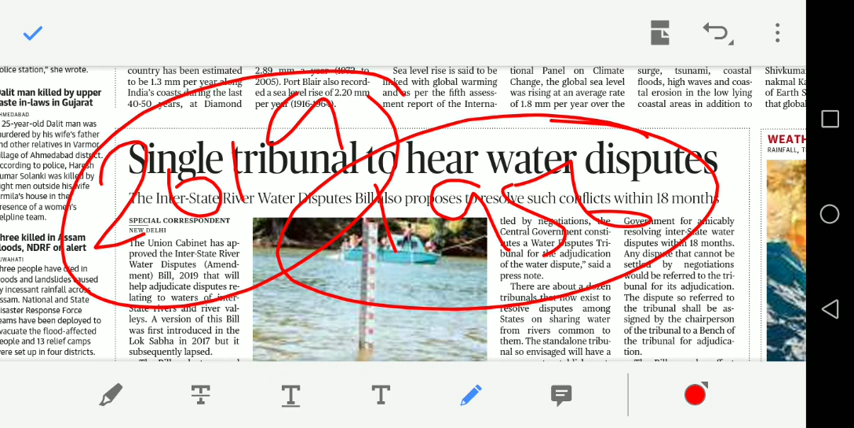 olice station," she wrote.
country has been estimated
to be 1.3 mm per year along
India's coasts during the last
40-50 years, at Diamond
2.89 mm a year (1972 to
2005). Port Blair also record-
ed a sea level rise of 2.20 mm
per year (1916-1964).
Sea level rise is said to be
linked with global warming
and as per the fifth assess-
ment report of the Interna-
tional Panel on Climate
Change, the global sea level
was rising at an average rate
of 1.8 mm per year over the
surge, tsunami, coastal
floods, high waves and coas-
tal erosion in the low lying
coastal areas in addition to
Shivkuma
nakmal Ka
of Earth S
that global
alit man killed by upper
aste in-laws in Gujarat
HMEDABAD
25-year-old Dalit man was
urdered by his wife's father
nd other relatives in Varmor
illage of Ahmedabad district.
ccording to police, Haresh
umar Solanki was killed by
ight men outside his wife
rmila's house in the
resence of a women's
elpline team.
hree killed in Assam
loods, NDRF on alert
UWAHATI
hree people have died in
oods and landslides caused
y incessant rainfall across
ssam. National and State
isaster Response Force
eams have been deployed to
vacuate the flood-affected
eople and 13 relief camps
ere set up in four districts.
Single tribunal to hear water disputes
The Inter-State River Water Disputes Bill also proposes to resolve such conflicts within 18 months
SPECIAL CORRESPONDENT
NEW DELHI
The Union Cabinet has ap-
proved the Inter-State River
Water Disputes (Amend-
ment) Bill, 2019 that will
help adjudicate disputes re-
lating to waters of inter-
State rivers and river val-
leys. A version of this Bill
was first introduced in the
Lok Sabha in 2017 but it
subsequently lapsed.
tled by negotiations, the
Central Government consti-
tutes a Water Disputes Tri-
bunal for the adjudication
of the water dispute," said a
press note.
There are about a dozen
tribunals that now exist to
resolve disputes among
States on sharing water
from rivers common to
them. The standalone tribu-
nal so envisaged will have a
Government for amicably
resolving inter-State water
disputes within 18 months.
Any dispute that cannot be
settled by negotiations
would be referred to the tri-
bunal for its adjudication.
The dispute so referred to
the tribunal shall be as-
signed by the chairperson
of the tribunal to a Bench of
the tribunal for adjudica-
tion.
WEATH
RAINFALL, T